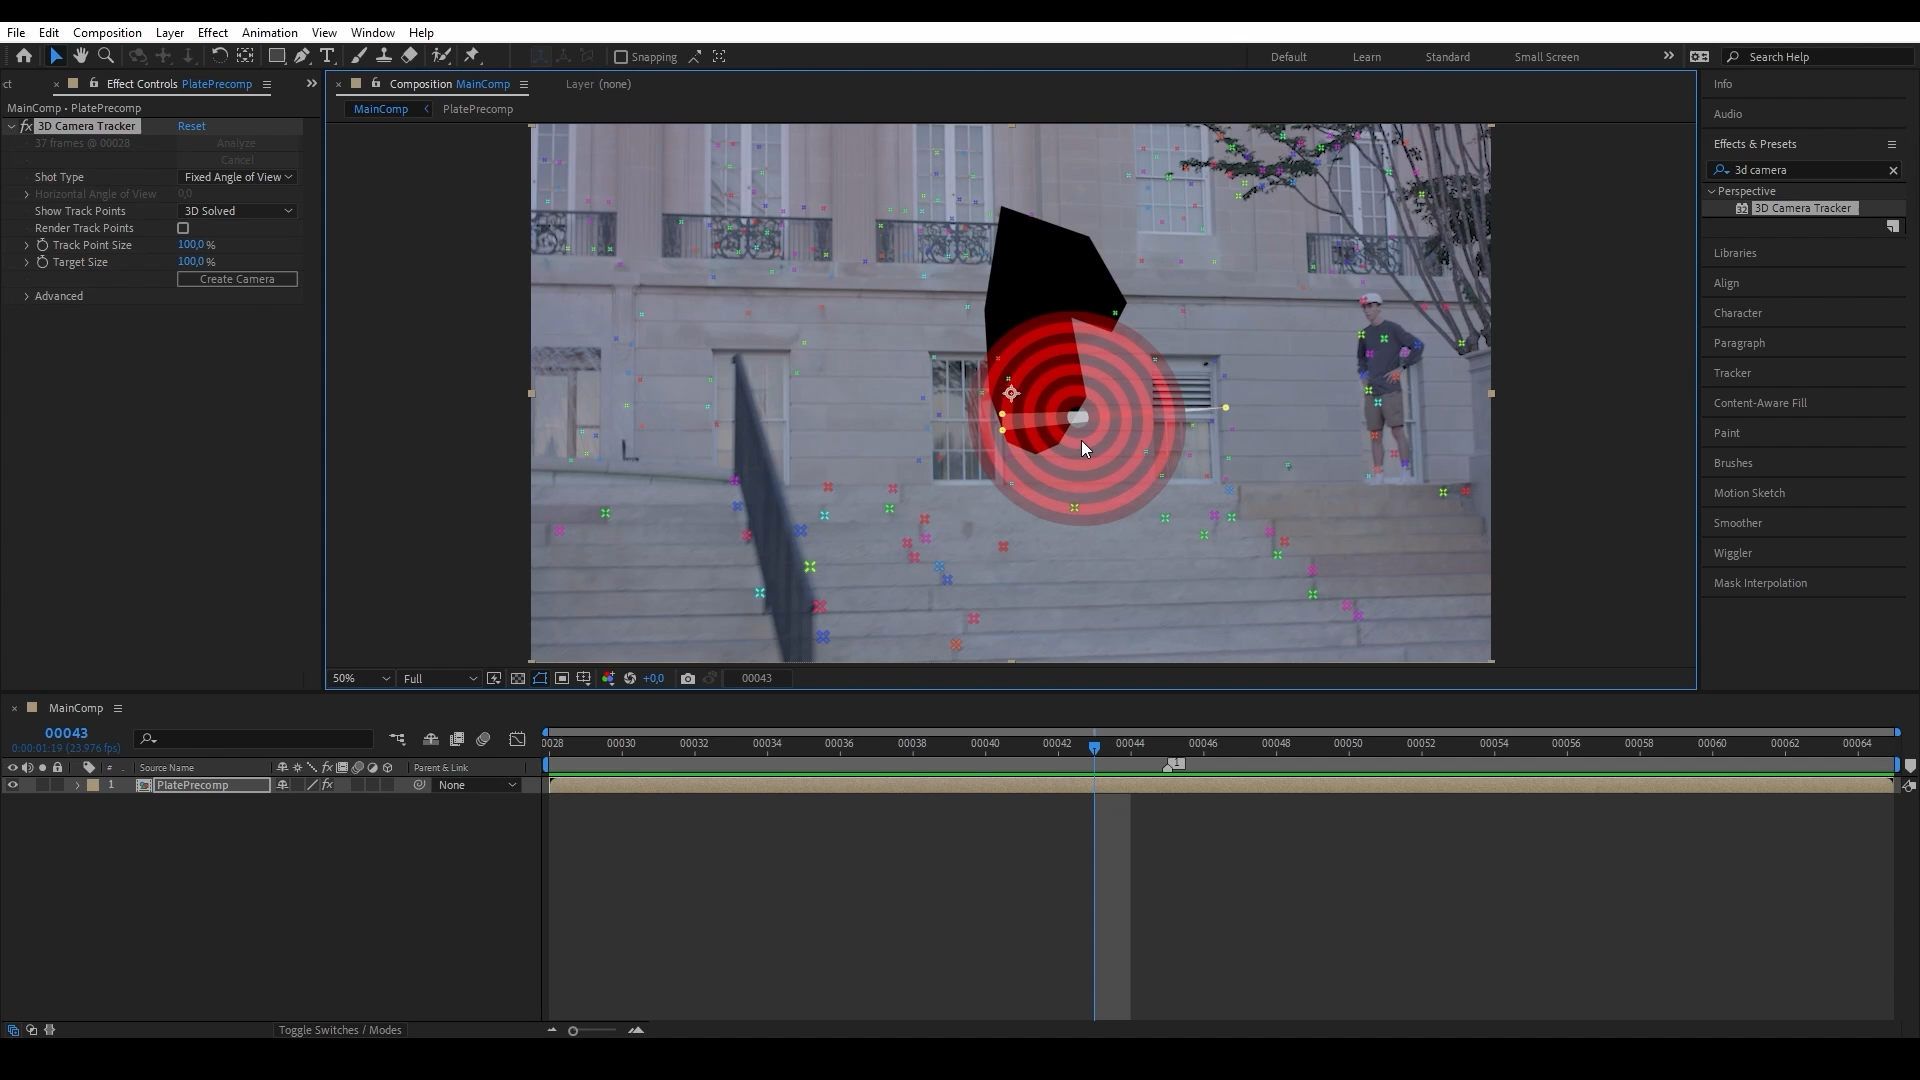 File Edit Composition Layer Effect Animation View Window Help
Snapping Default Learn Standard Small Screen Search Help
ct Effect Controls PlatePrecomp
MainComp • PlatePrecomp
3D Camera Tracker Reset
37 frames @ 00028 Analyze
Cancel
Shot Type Fixed Angle of View
Horizontal Angle of View 0,0
Show Track Points 3D Solved
Render Track Points
Track Point Size 100,0 %
Target Size 100,0 %
Create Camera
Advanced
Composition MainComp Layer (none)
MainComp PlatePrecomp
50% Full +0,0 00043
Info
Audio
Effects & Presets
3d camera
Perspective
32 3D Camera Tracker
Libraries
Align
Character
Paragraph
Tracker
Content-Aware Fill
Paint
Brushes
Motion Sketch
Smoother
Wiggler
Mask Interpolation
MainComp
00043
0:00:01:19 (23.976 fps)
0028 00030 00032 00034 00036 00038 00040 00042 00044 00046 00048 00050 00052 00054 00056 00058 00060 00062 00064
# Source Name fx Parent & Link
1
1 PlatePrecomp fx None
Toggle Switches / Modes